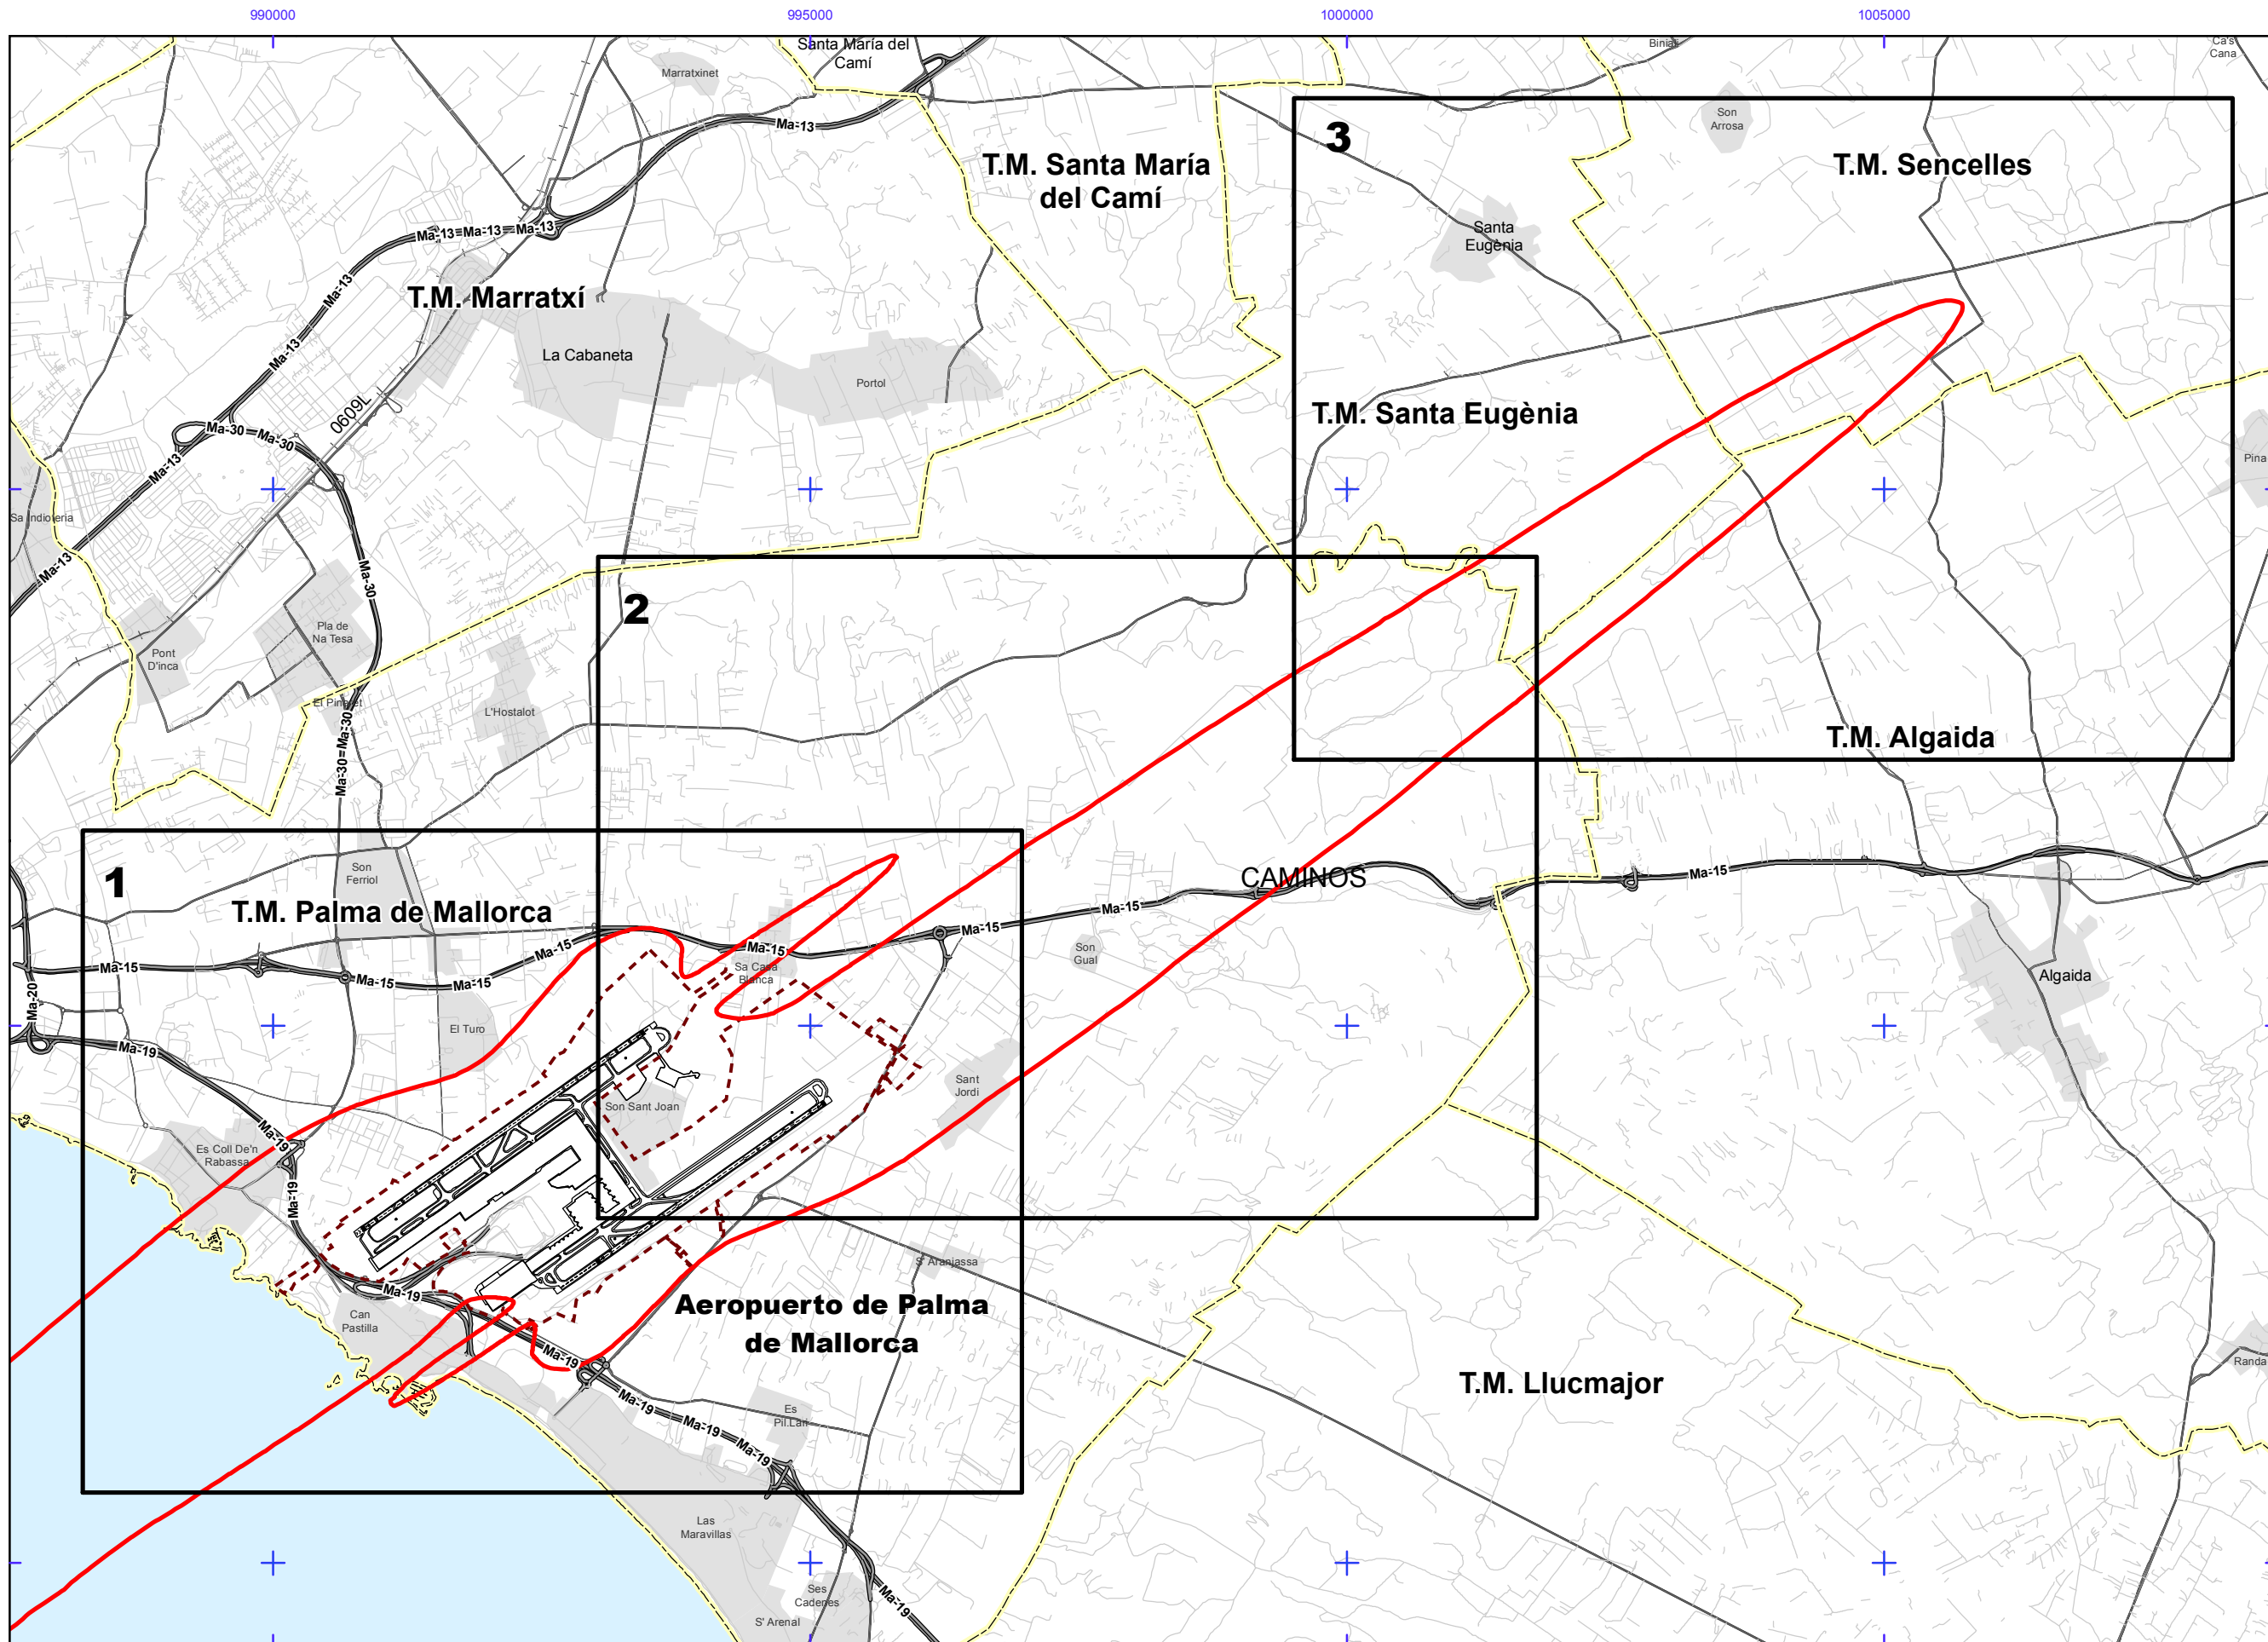 990000
995000
1000000
1005000
Santa María del
Camí
Marratxinet
Ca's
Cana
Son
Arrosa
Ma-13
3
T.M. Santa María
del Camí
T.M. Sencelles
Santa
Eugènia
Ma-13=Ma-13=Ma-13
Ma-13
T.M. Marratxí
La Cabaneta
Ma-13
Portol
0609L
T.M. Santa Eugènia
Ma-30=Ma-30
Ma-13
Pina
Sa Indioteria
Ma-13
Ma-30
2
Pla de
Na Tesa
Pont
D'inca
L'Hostalot
Ma-30=Ma-30
T.M. Algaida
1
Son
Ferriol
CAMINOS
Ma-15
Ma-15
T.M. Palma de Mallorca
Ma-15
Ma-15
Ma-15
Son
Gual
Ma-15
Sa Casa
Blanca
Ma-15
Ma-15
Algaida
Ma-20
El Turo
Ma-19
Sant
Jordi
Son Sant Joan
Ma-19
Es Coll De'n
Rabassa
Ma-19
S' Aranjassa
Ma-19
Can
Pastilla
Aeropuerto de Palma
de Mallorca
Ma-19
Randa
T.M. Llucmajor
Ma-19
Es
Pil.Lari
Ma-19
Ma-19
Las
Maravillas
Ses
Cadenes
Ma-19
S' Arenal